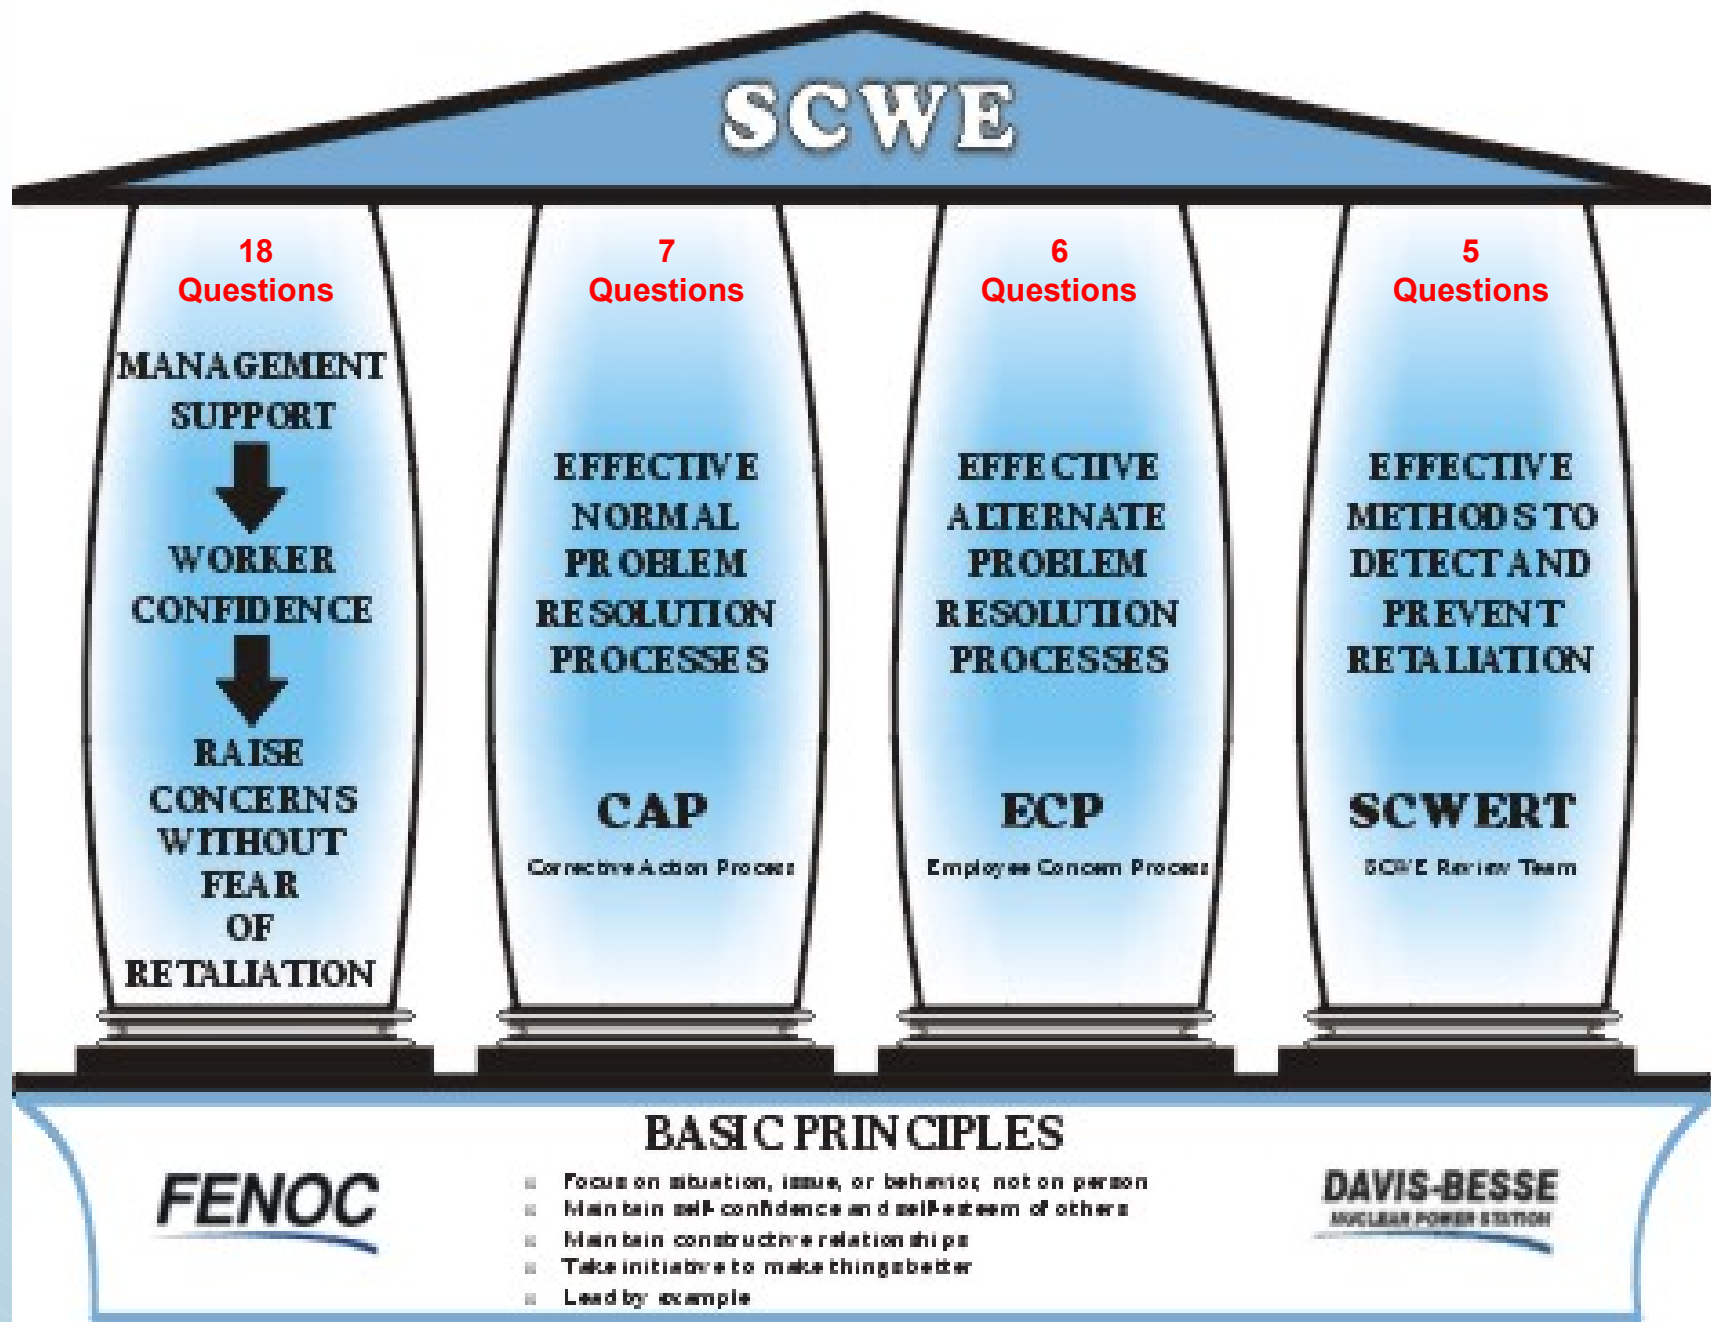 SCWE
18
Questions
MANAGEMENT
SUPPORT
WORKER
CONFIDENCE
RAISE
CONCERNS
WITHOUT
FEAR
OF
RETALIATION
7
Questions
EFFECTIVE
NORMAL
PROBLEM
RESOLUTION
PROCESSES
CAP
Corrective Action Process
6
Questions
EFFECTIVE
ALTERNATE
PROBLEM
RESOLUTION
PROCESSES
ECP
Employee Concern Process
5
Questions
EFFECTIVE
METHODS TO
DETECT AND
PREVENT
RETALIATION
SCWERT
SCWE Review Team
BASIC PRINCIPLES
FENOC
Focus on situation, issue, or behavior, not on person
Maintain self-confidence and self-esteem of others
Maintain constructive relationships
Take initiative to make things better
Lead by example
DAVIS-BESSE
NUCLEAR POWER STATION